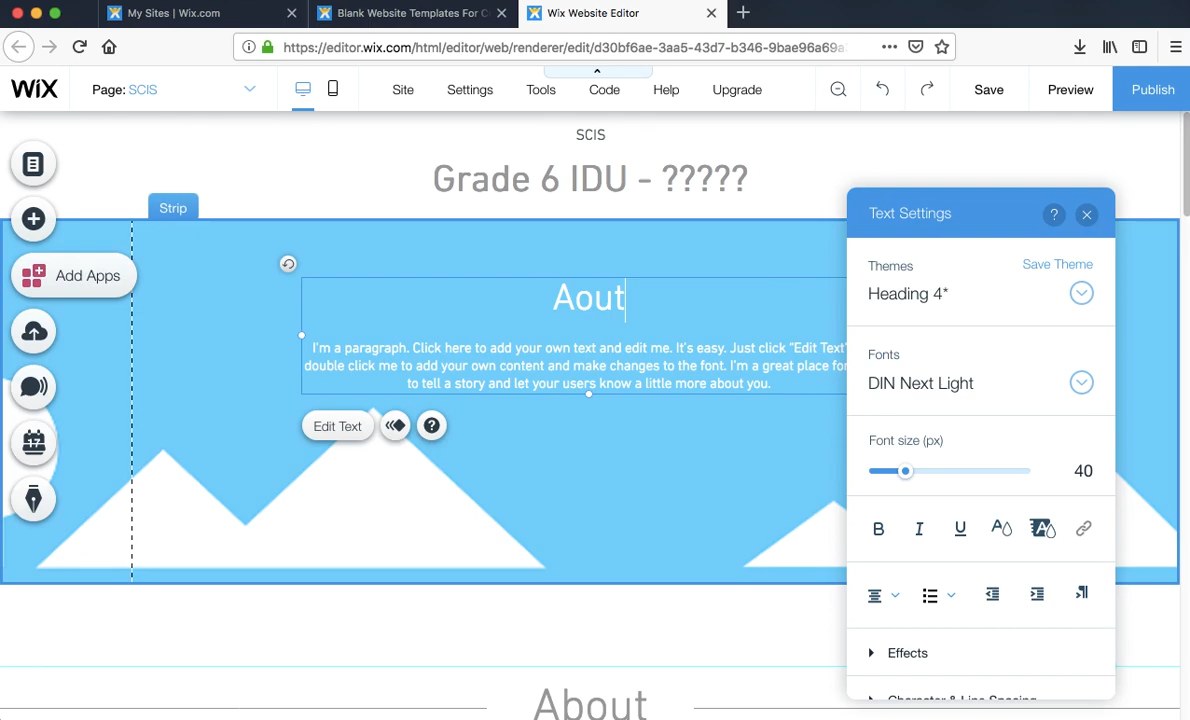 My Sites | Wix.com
Blank Website Templates For C
Wix Website Editor
https://editor.wix.com/html/editor/web/renderer/edit/d30bf6ae-3aa5-43d7-b346-9bae96a69a
WiX
Page: SCIS
Site
Settings
Tools
Code
Help
Upgrade
Save
Preview
Publish
SCIS
Grade 6 IDU - ?????
Strip
Add Apps
17
Aout
I'm a paragraph. Click here to add your own text and edit me. It's easy. Just click "Edit Text"
double click me to add your own content and make changes to the font. I'm a great place for
to tell a story and let your users know a little more about you.
Edit Text
?
Text Settings
?
Themes
Save Theme
Heading 4*
Fonts
DIN Next Light
Font size (px)
40
B I U A A
Effects
Character & Line Spacing
About